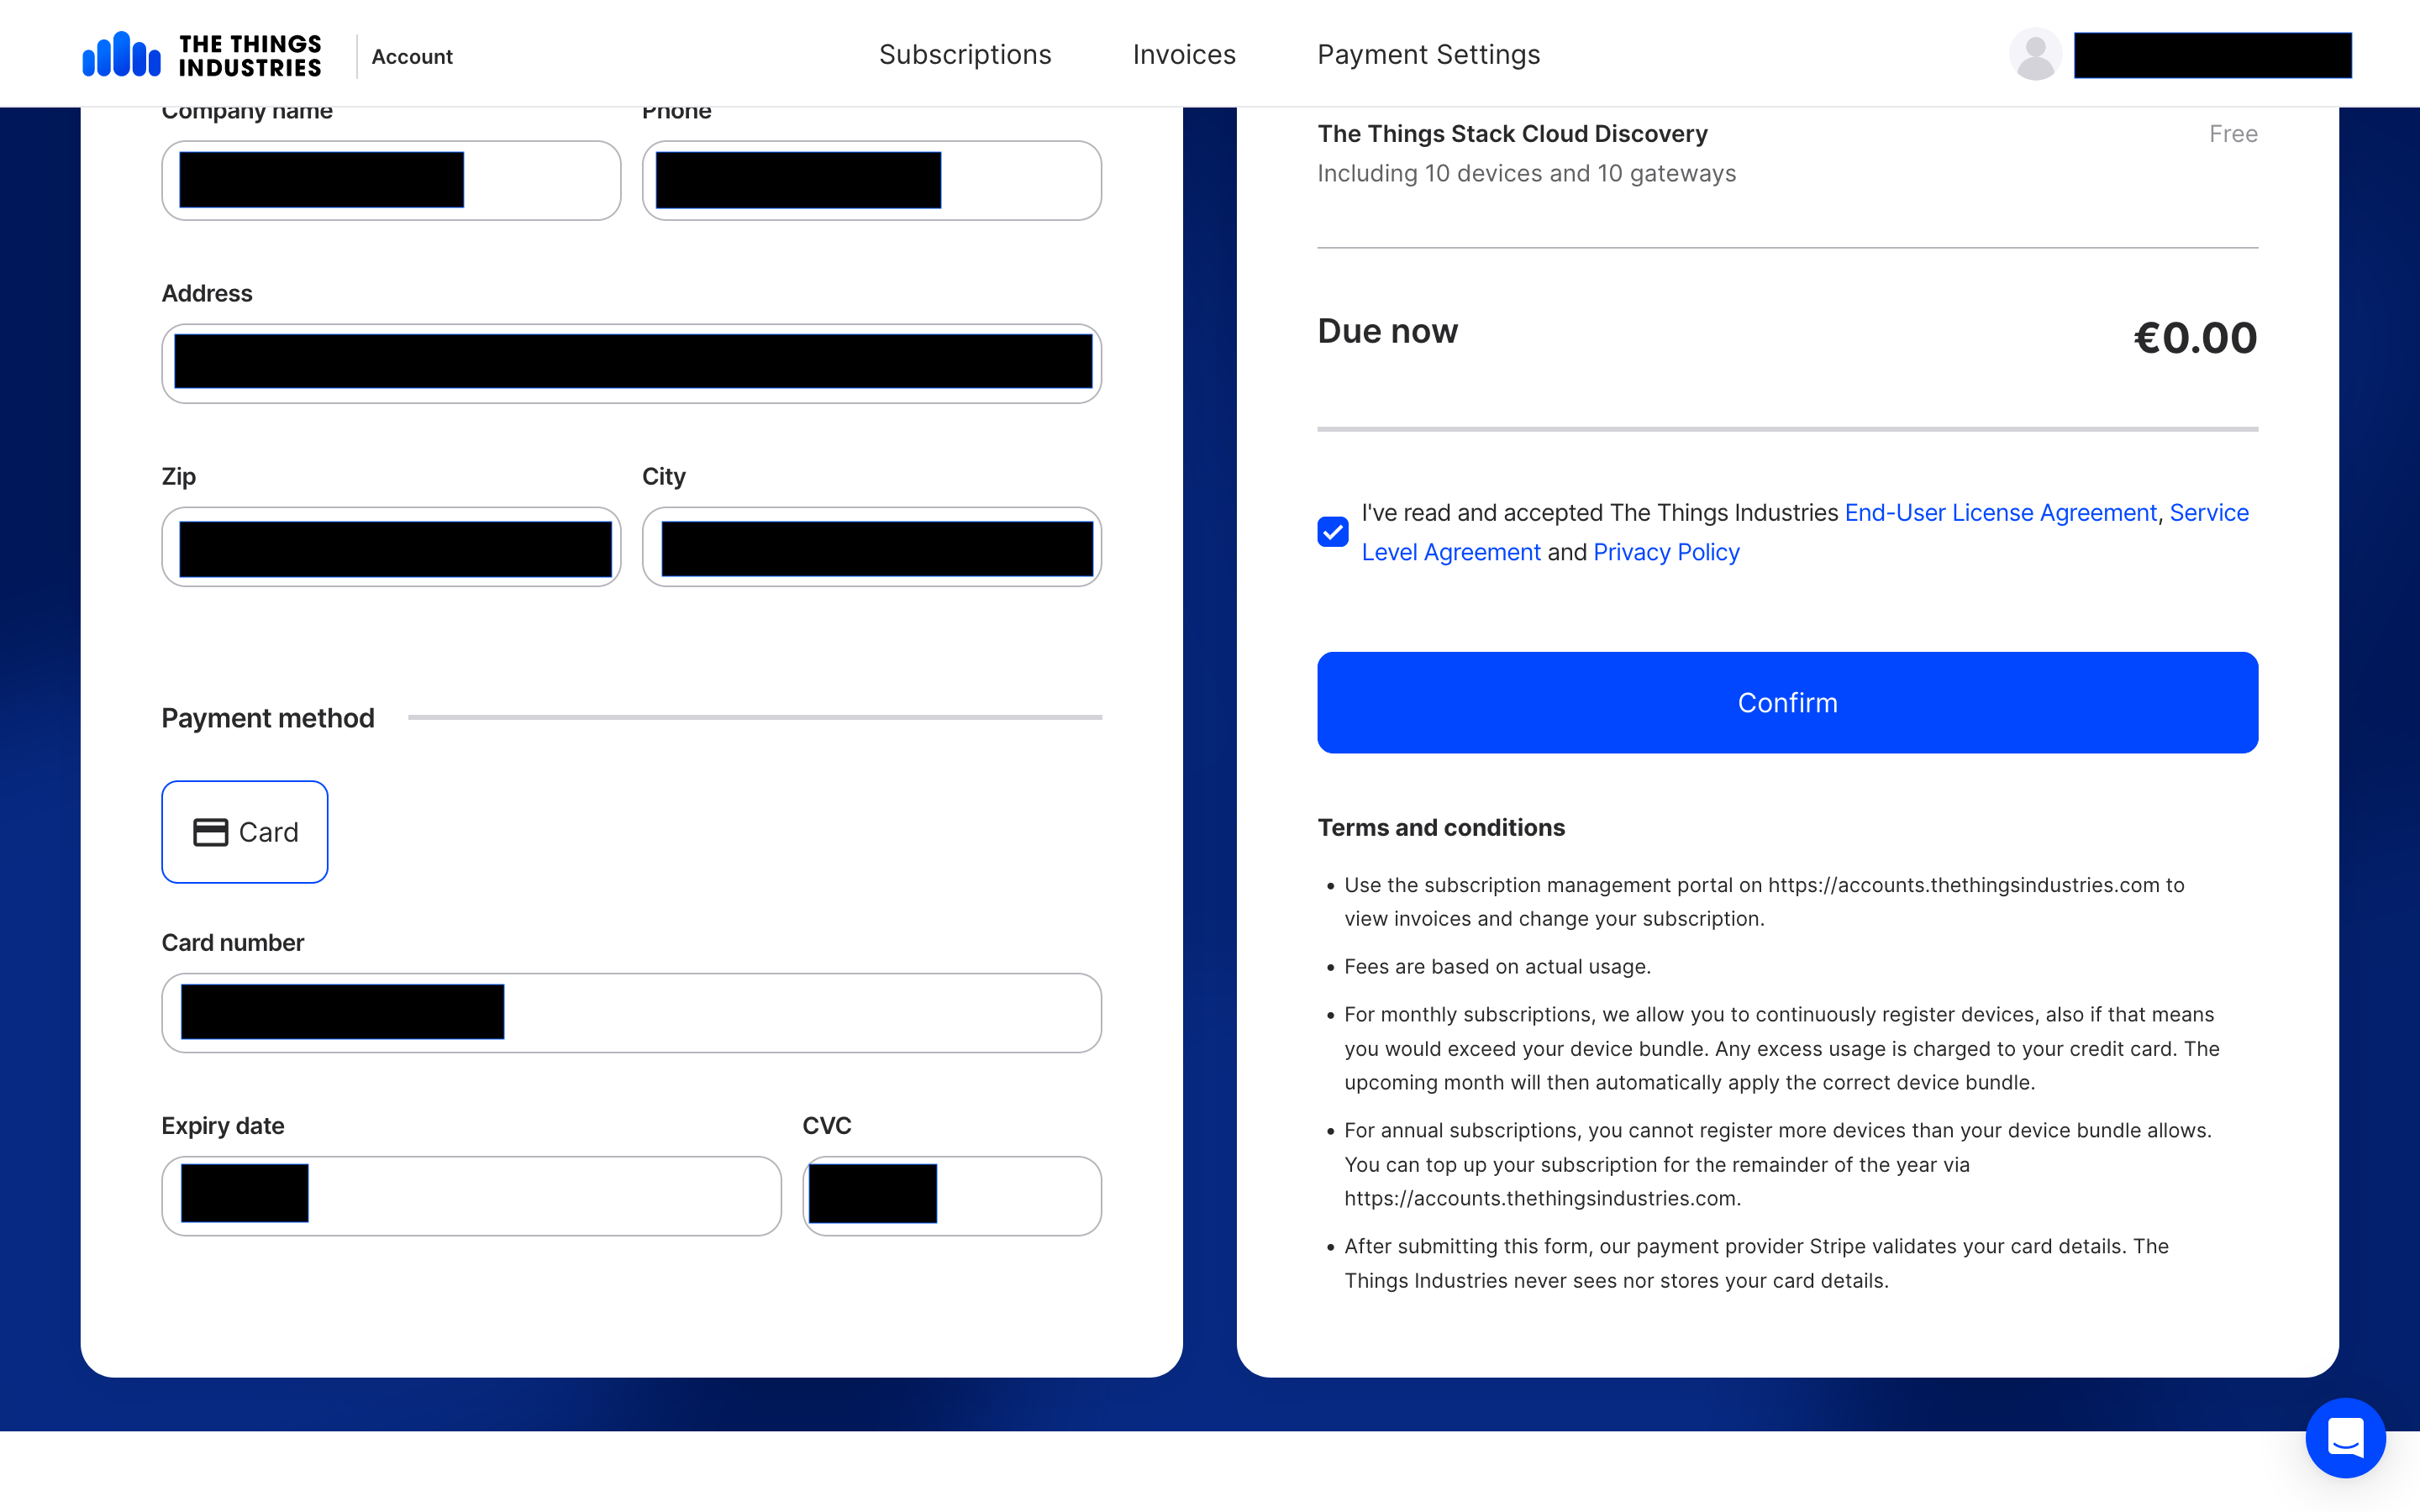 THE THINGS
INDUSTRIES
Account
Subscriptions
Invoices
Payment Settings
Company name
Phone
Address
Zip
City
Payment method
Card
Card number
Expiry date
CVC
The Things Stack Cloud Discovery
Free
Including 10 devices and 10 gateways
Due now
€0.00
I've read and accepted The Things Industries End-User License Agreement, Service
Level Agreement and Privacy Policy
Confirm
Terms and conditions
• Use the subscription management portal on https://accounts.thethingsindustries.com to
view invoices and change your subscription.
• Fees are based on actual usage.
• For monthly subscriptions, we allow you to continuously register devices, also if that means
you would exceed your device bundle. Any excess usage is charged to your credit card. The
upcoming month will then automatically apply the correct device bundle.
• For annual subscriptions, you cannot register more devices than your device bundle allows.
You can top up your subscription for the remainder of the year via
https://accounts.thethingsindustries.com.
• After submitting this form, our payment provider Stripe validates your card details. The
Things Industries never sees nor stores your card details.